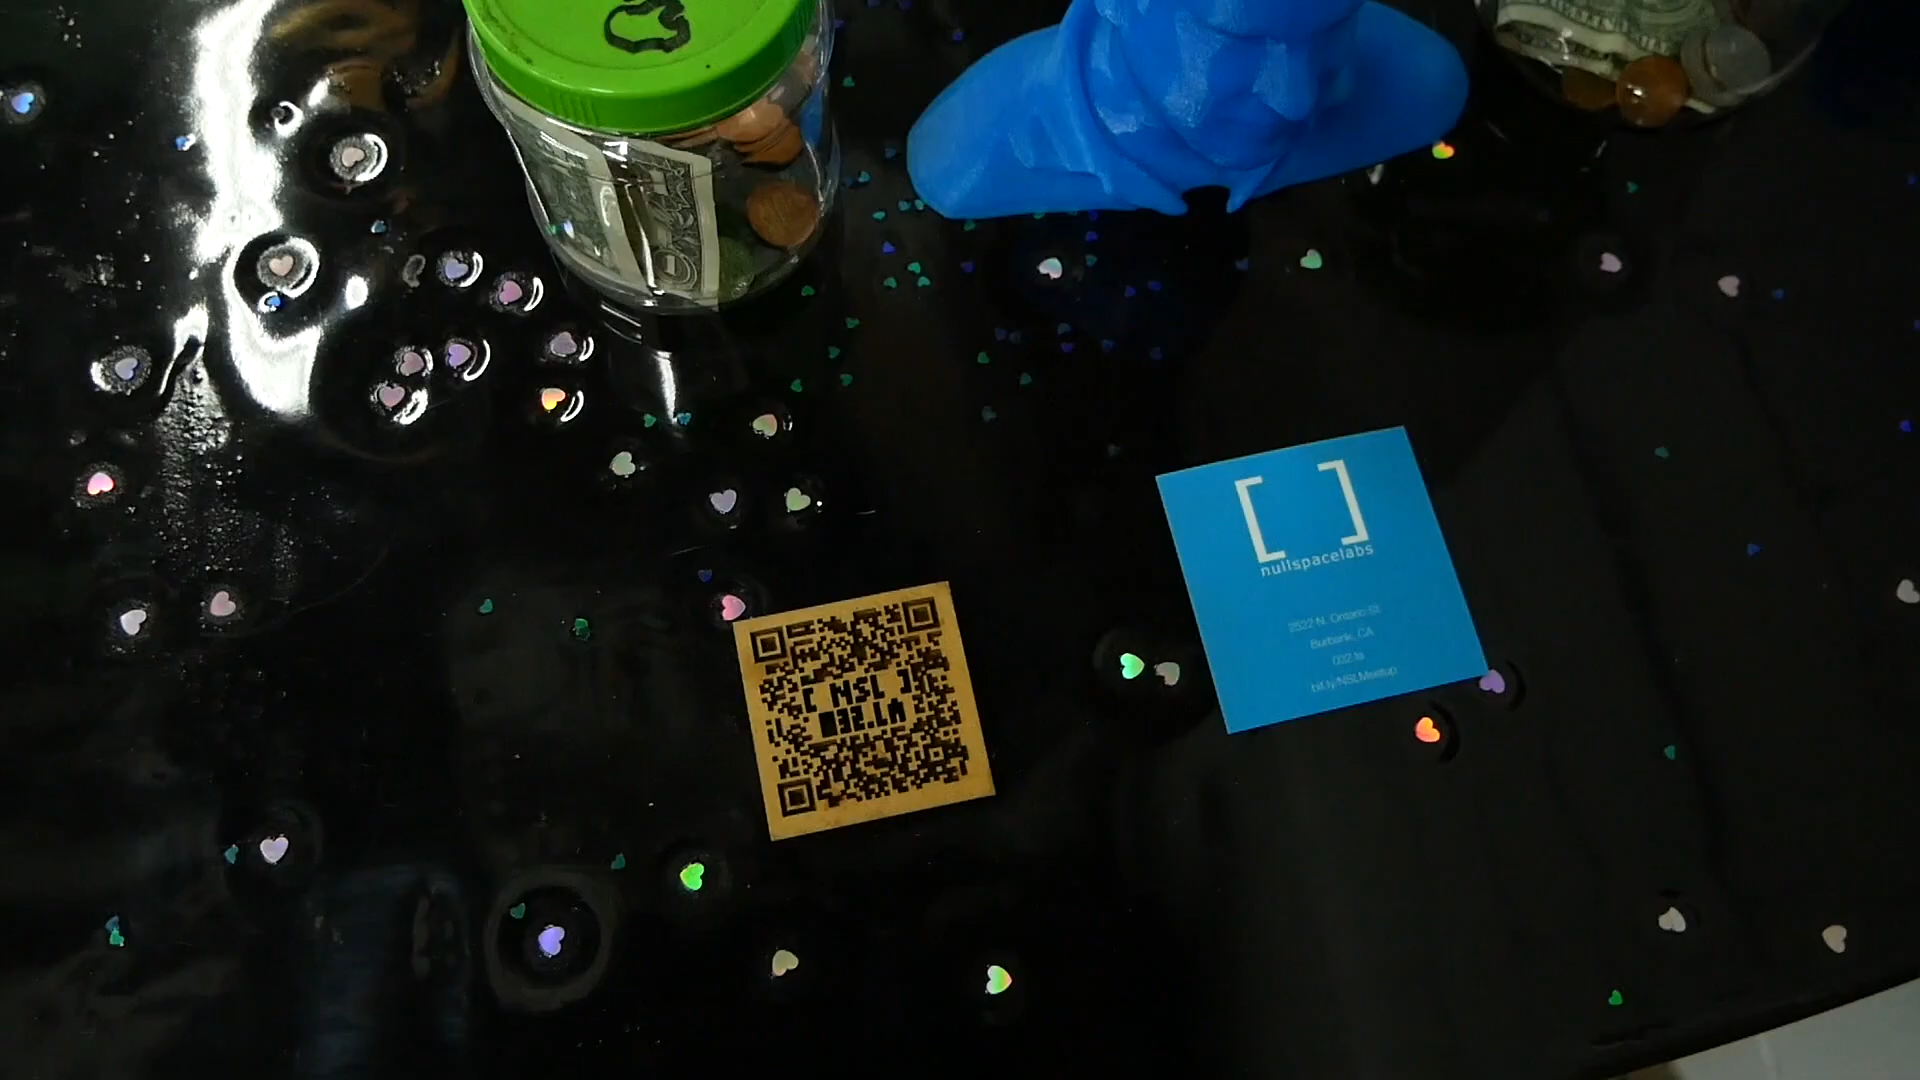 [ ]
nullspacelabs
2522 N. Ontario St.
Burbank, CA
032.la
bit.ly/NSLMeetup
[ NSL ]
032.LA